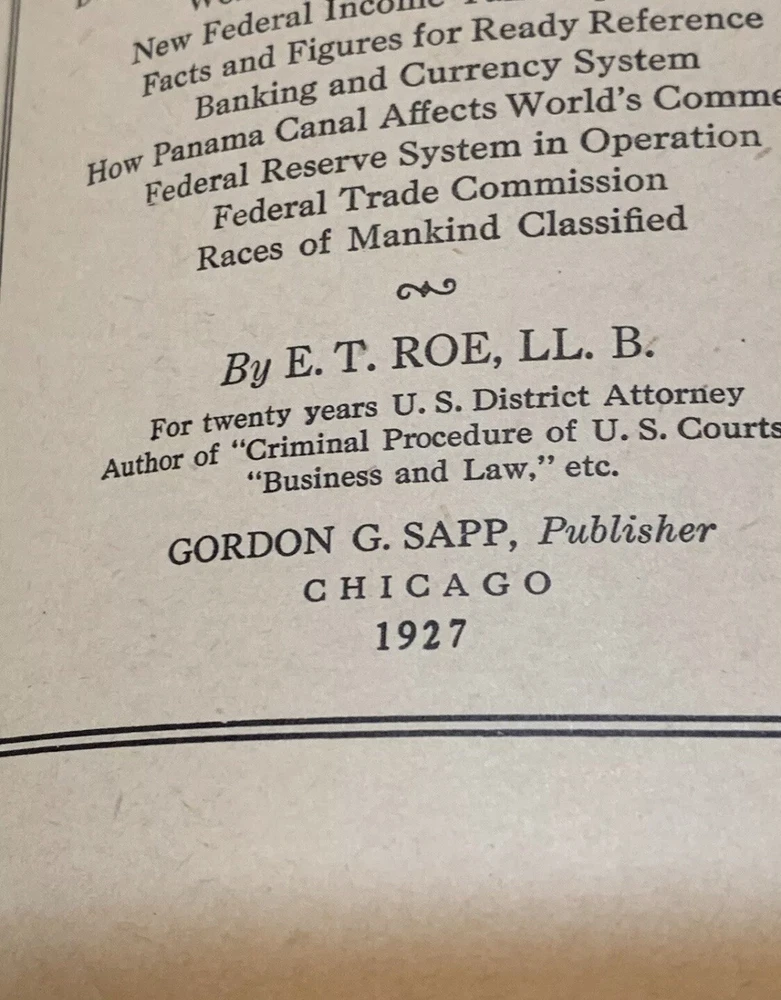 New Federal Income
Facts and Figures for Ready Reference
Banking and Currency System
How Panama Canal Affects World's Comme
Federal Reserve System in Operation
Federal Trade Commission
Races of Mankind Classified
By E. T. ROE, LL. B.
For twenty years U. S. District Attorney
Author of "Criminal Procedure of U. S. Courts
"Business and Law," etc.
GORDON G. SAPP, Publisher
CHICAGO
1927